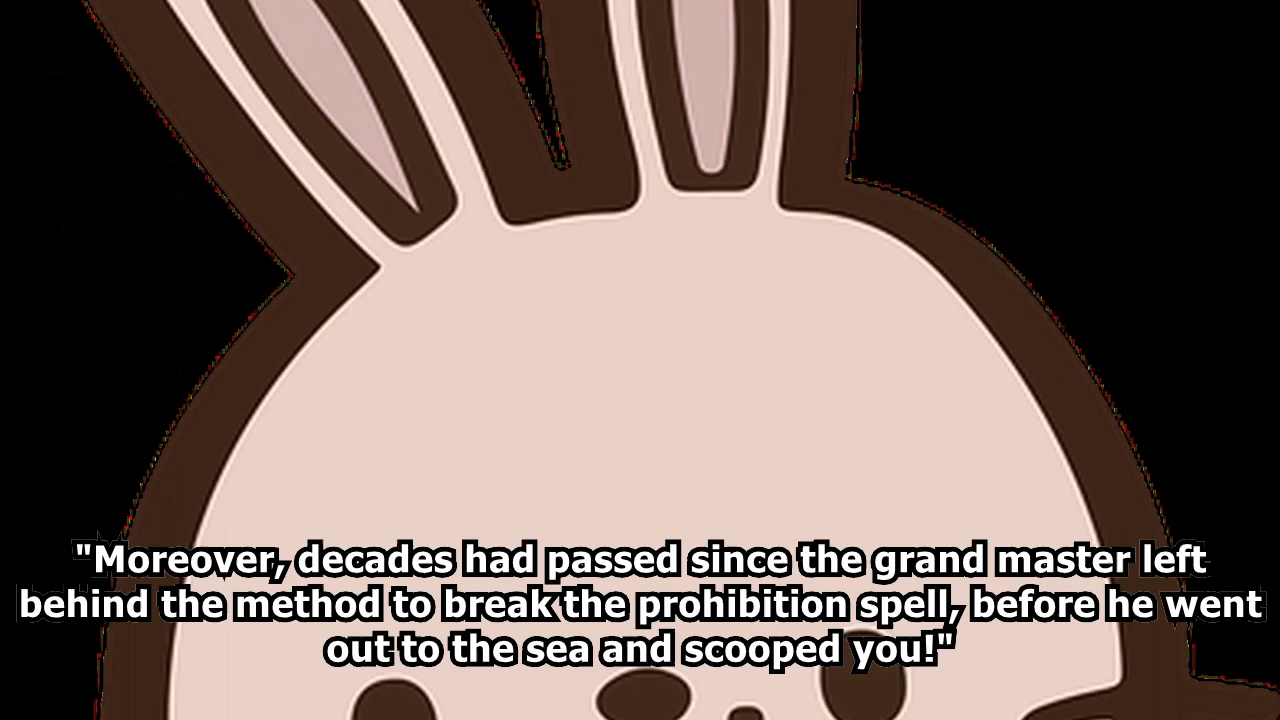 "Moreover, decades had passed since the grand master left
behind the method to break the prohibition spell, before he went
out to the sea and scooped you!"